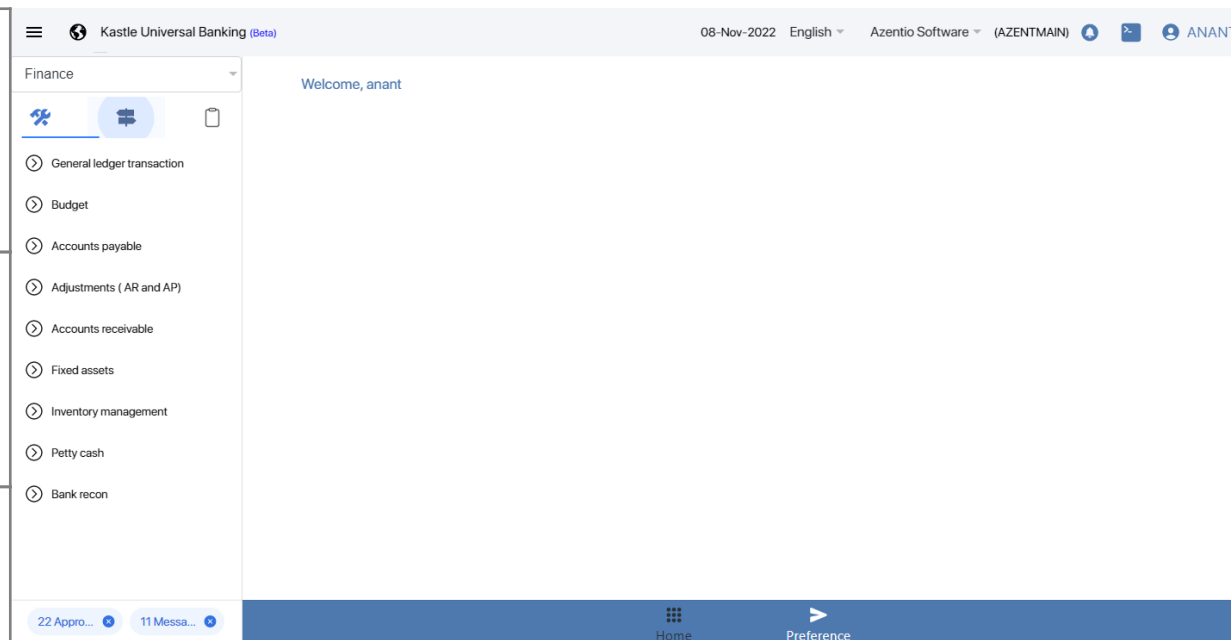 Kastle Universal Banking (Beta)
08-Nov-2022 English Azentio Software (AZENTMAIN) ANANT
Finance
Welcome, anant
General ledger transaction
Budget
Accounts payable
Adjustments ( AR and AP)
Accounts receivable
Fixed assets
Inventory management
Petty cash
Bank recon
22 Appro... 11 Messa...
Home Preference